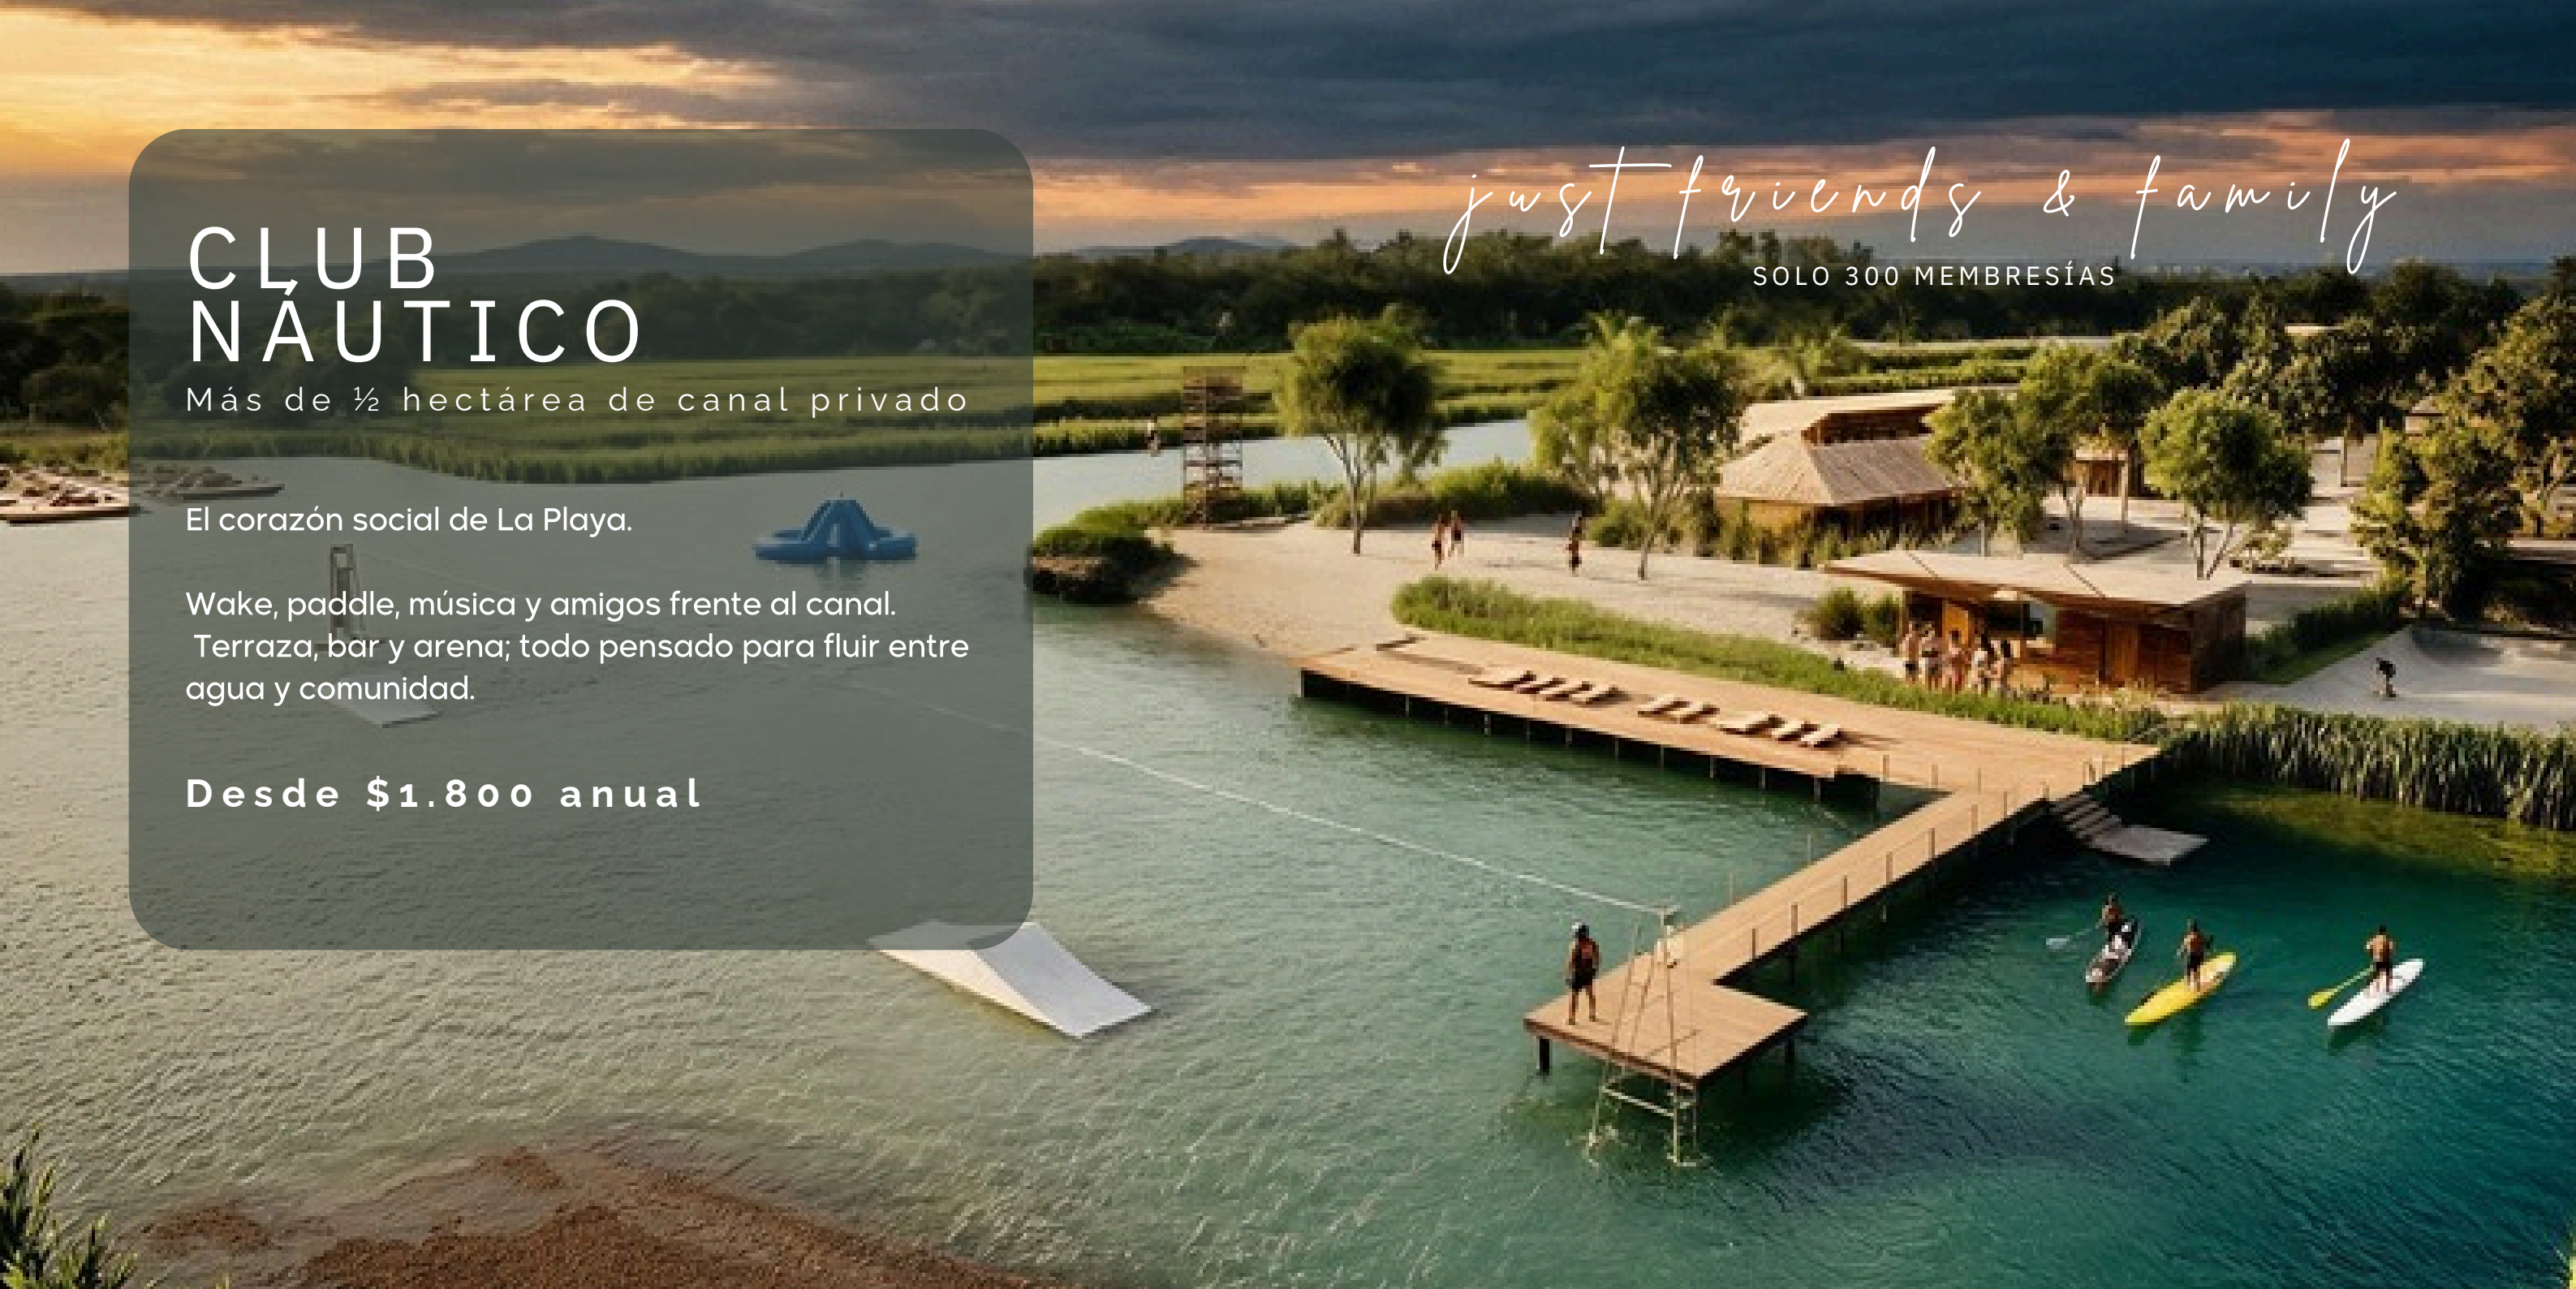 CLUB
NÁUTICO
Más de ½ hectárea de canal privado
El corazón social de La Playa.
Wake, paddle, música y amigos frente al canal.
Terraza, bar y arena; todo pensado para fluir entre
agua y comunidad.
Desde $1.800 anual
just friends & family
SOLO 300 MEMBRESÍAS